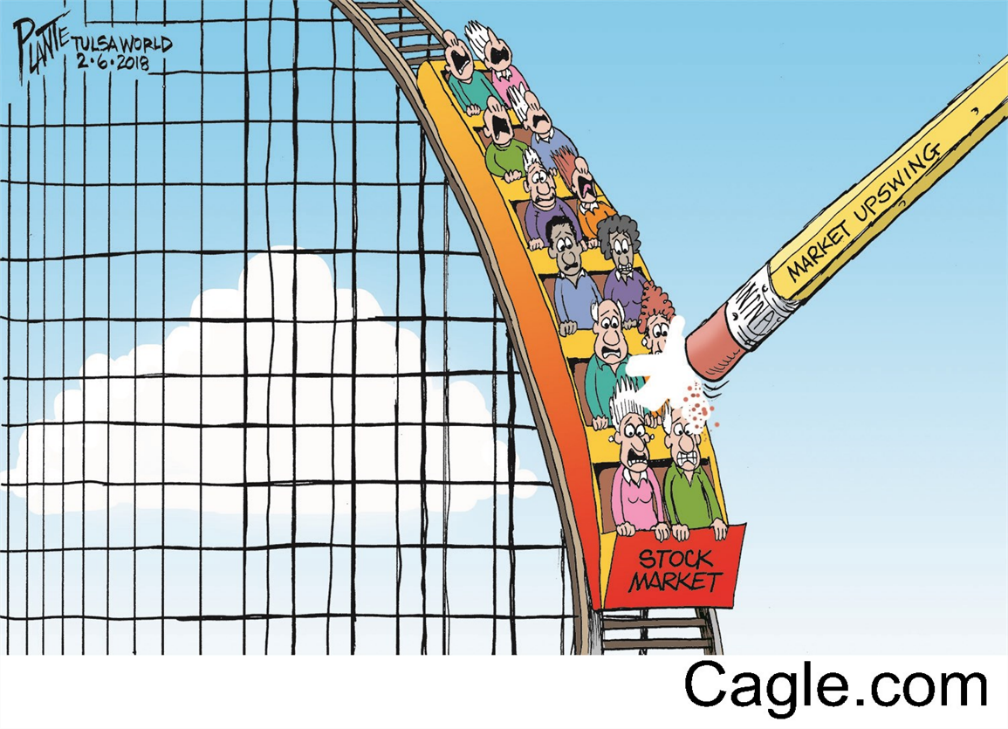 PLANTE
TULSA WORLD
2·6·2018
MARKET UPSWING
STOCK
MARKET
Cagle.com